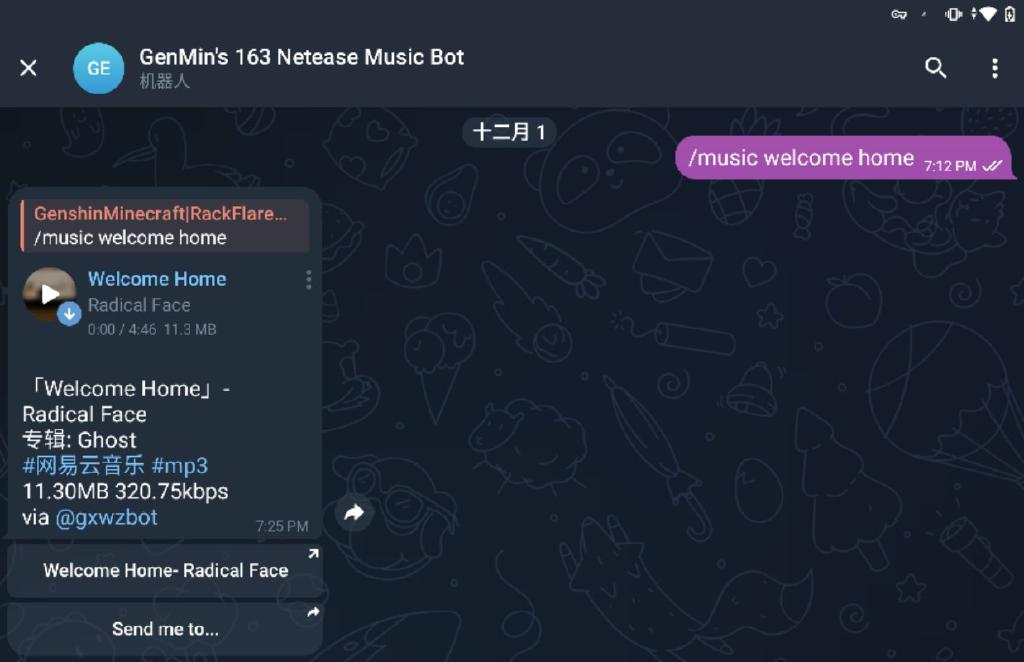 GenMin's 163 Netease Music Bot
GE
机器人
十二月 1
/music welcome home 7:12 PM
GenshinMinecraft|RackFlare...
/music welcome home
Welcome Home
Radical Face
0:00 / 4:46 11.3 MB
「Welcome Home」-
Radical Face
专辑: Ghost
#网易云音乐 #mp3
11.30MB 320.75kbps
via @gxwzbot
7:25 PM
Welcome Home- Radical Face
Send me to...